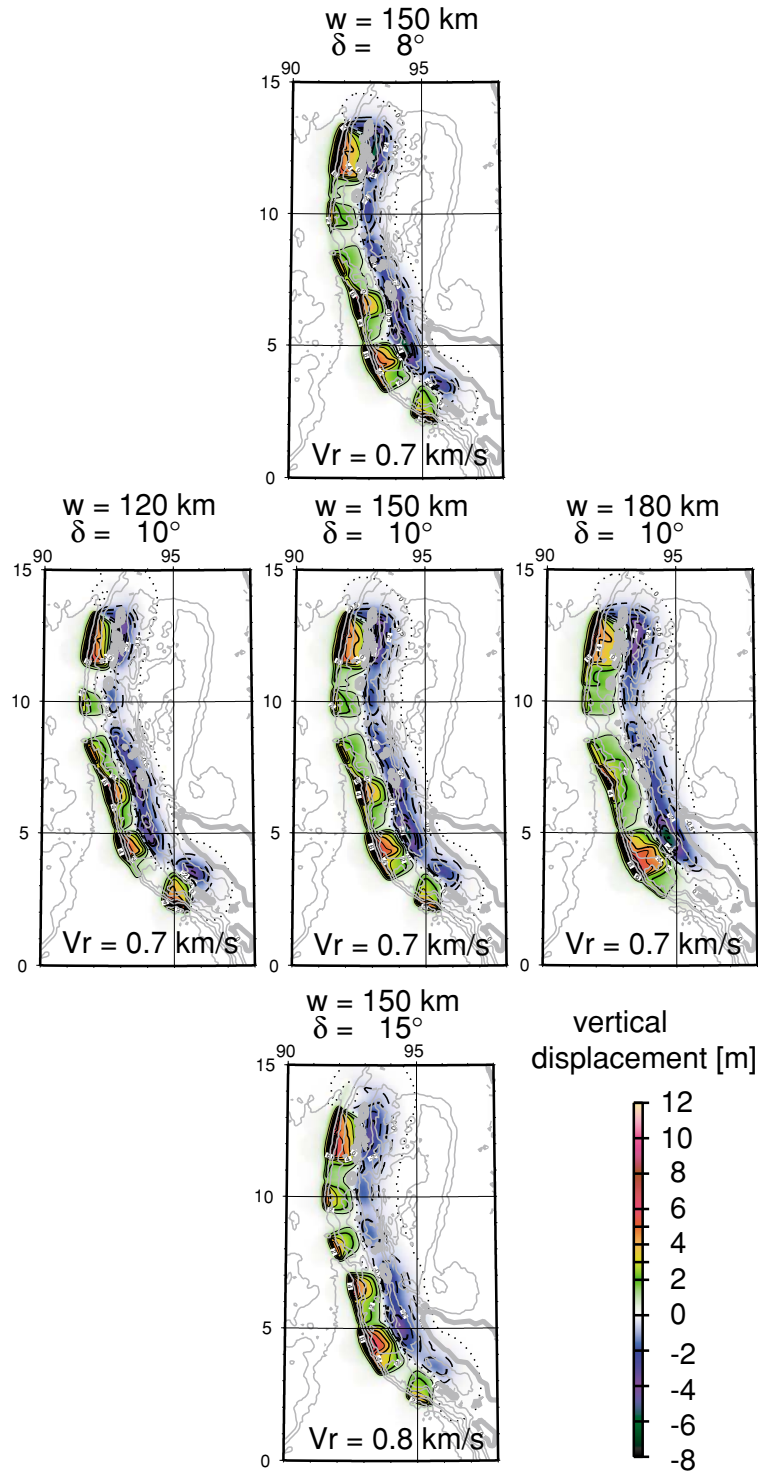 w = 150 km
δ = 8°
90 95
15
10
5
0
Vr = 0.7 km/s
w = 120 km
δ = 10°
90 95
15
10
5
0
Vr = 0.7 km/s
w = 150 km
δ = 10°
90 95
15
10
5
0
Vr = 0.7 km/s
w = 180 km
δ = 10°
90 95
15
10
5
0
Vr = 0.7 km/s
w = 150 km
δ = 15°
90 95
15
10
5
0
Vr = 0.8 km/s
vertical
displacement [m]
12
10
8
6
4
2
0
-2
-4
-6
-8